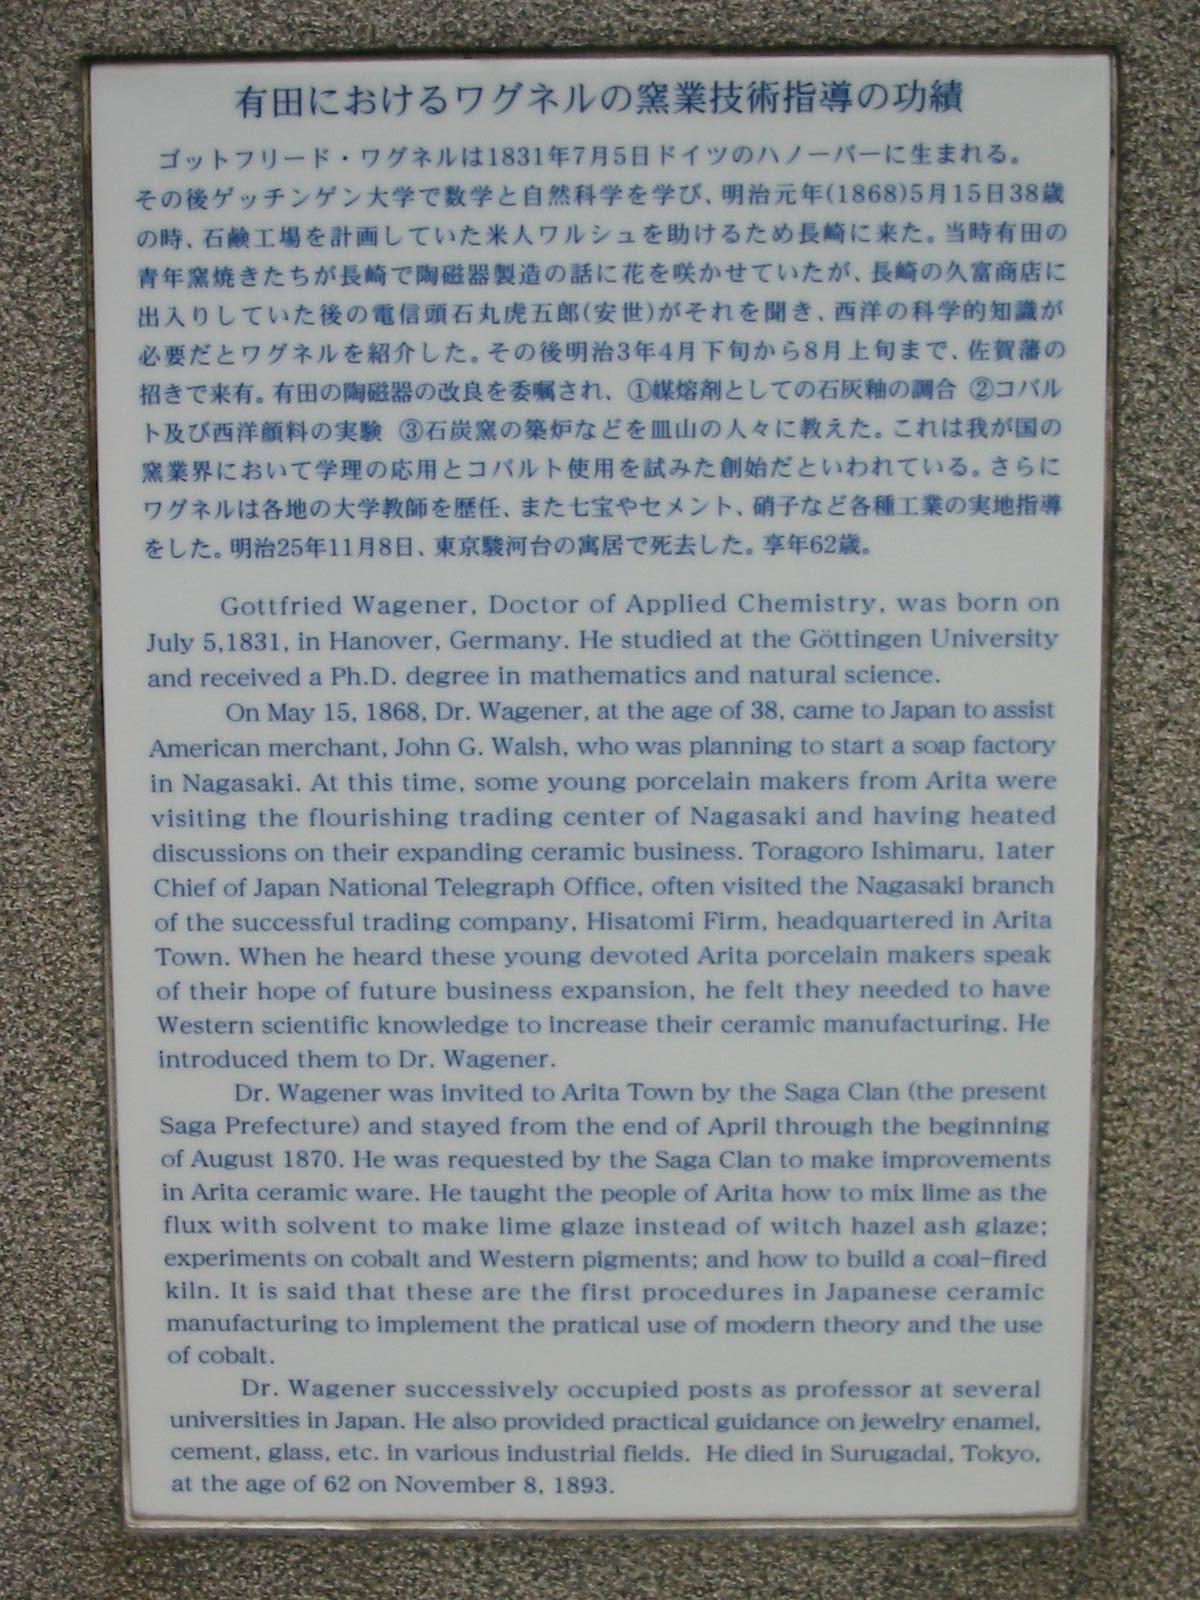 有田におけるワグネルの窯業技術指導の功績
ゴットフリード・ワグネルは1831年7月5日ドイツのハノーバーに生まれる。
その後ゲッチンゲン大学で数学と自然科学を学び、明治元年(1868)5月15日38歳
の時、石鹸工場を計画していた米人ワルシュを助けるため長崎に来た。当時有田の
青年窯焼きたちが長崎で陶磁器製造の話に花を咲かせていたが、長崎の久富商店に
出入りしていた後の電信頭石丸虎五郎(安世)がそれを聞き、西洋の科学的知識が
必要だとワグネルを紹介した。その後明治3年4月下旬から8月上旬まで、佐賀藩の
招きで来有。有田の陶磁器の改良を委嘱され、①媒熔剤としての石灰釉の調合 ②コバル
ト及び西洋顔料の実験 ③石炭窯の築炉などを皿山の人々に教えた。これは我が国の
窯業界において学理の応用とコバルト使用を試みた創始だといわれている。さらに
ワグネルは各地の大学教師を歴任、また七宝やセメント、硝子など各種工業の実地指導
をした。明治25年11月8日、東京駿河台の寓居で死去した。享年62歳。
Gottfried Wagener, Doctor of Applied Chemistry, was born on
July 5,1831, in Hanover, Germany. He studied at the Göttingen University
and received a Ph.D. degree in mathematics and natural science.
On May 15, 1868, Dr. Wagener, at the age of 38, came to Japan to assist
American merchant, John G. Walsh, who was planning to start a soap factory
in Nagasaki. At this time, some young porcelain makers from Arita were
visiting the flourishing trading center of Nagasaki and having heated
discussions on their expanding ceramic business. Toragoro Ishimaru, later
Chief of Japan National Telegraph Office, often visited the Nagasaki branch
of the successful trading company, Hisatomi Firm, headquartered in Arita
Town. When he heard these young devoted Arita porcelain makers speak
of their hope of future business expansion, he felt they needed to have
Western scientific knowledge to increase their ceramic manufacturing. He
introduced them to Dr. Wagener.
Dr. Wagener was invited to Arita Town by the Saga Clan (the present
Saga Prefecture) and stayed from the end of April through the beginning
of August 1870. He was requested by the Saga Clan to make improvements
in Arita ceramic ware. He taught the people of Arita how to mix lime as the
flux with solvent to make lime glaze instead of witch hazel ash glaze;
experiments on cobalt and Western pigments; and how to build a coal-fired
kiln. It is said that these are the first procedures in Japanese ceramic
manufacturing to implement the pratical use of modern theory and the use
of cobalt.
Dr. Wagener successively occupied posts as professor at several
universities in Japan. He also provided practical guidance on jewelry enamel,
cement, glass, etc. in various industrial fields. He died in Surugadai, Tokyo,
at the age of 62 on November 8, 1893.